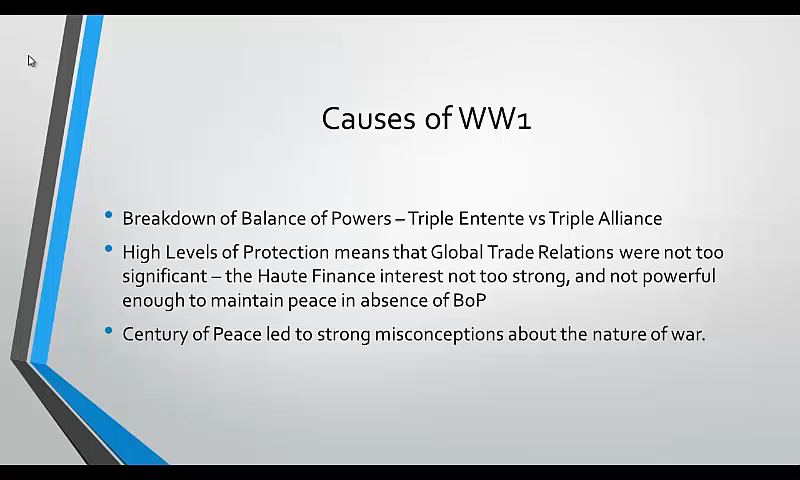 Causes of WW1
• Breakdown of Balance of Powers – Triple Entente vs Triple Alliance
• High Levels of Protection means that Global Trade Relations were not too
significant – the Haute Finance interest not too strong, and not powerful
enough to maintain peace in absence of BoP
• Century of Peace led to strong misconceptions about the nature of war.